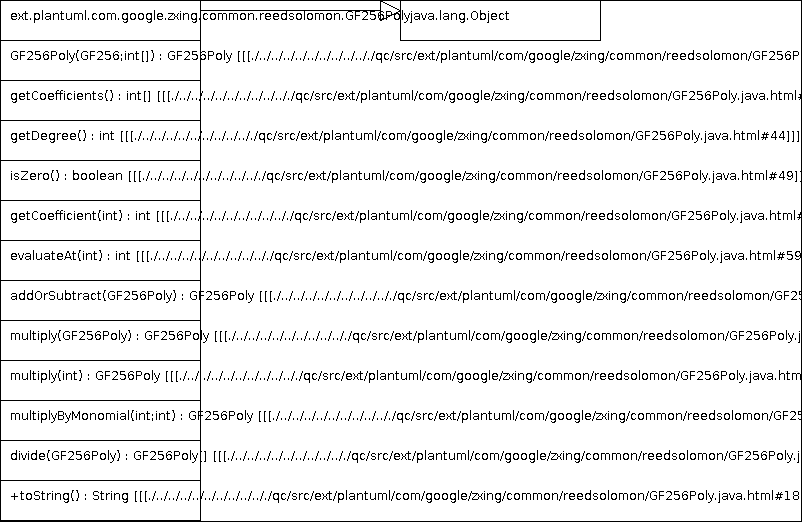 ext.plantuml.com.google.zxing.common.reedsolomon.GF256Polyjava.lang.Object
GF256Poly(GF256;int[]) : GF256Poly [[[./../../../../../../../../../../qc/src/ext/plantuml/com/google/zxing/common/reedsolomon/GF256P
getCoefficients() : int[] [[[./../../../../../../../../../../qc/src/ext/plantuml/com/google/zxing/common/reedsolomon/GF256Poly.java.html#
getDegree() : int [[[./../../../../../../../../../../qc/src/ext/plantuml/com/google/zxing/common/reedsolomon/GF256Poly.java.html#44]]]
isZero() : boolean [[[./../../../../../../../../../../qc/src/ext/plantuml/com/google/zxing/common/reedsolomon/GF256Poly.java.html#49]]
getCoefficient(int) : int [[[./../../../../../../../../../../qc/src/ext/plantuml/com/google/zxing/common/reedsolomon/GF256Poly.java.html#
evaluateAt(int) : int [[[./../../../../../../../../../../qc/src/ext/plantuml/com/google/zxing/common/reedsolomon/GF256Poly.java.html#59
addOrSubtract(GF256Poly) : GF256Poly [[[./../../../../../../../../../../qc/src/ext/plantuml/com/google/zxing/common/reedsolomon/GF25
multiply(GF256Poly) : GF256Poly [[[./../../../../../../../../../../qc/src/ext/plantuml/com/google/zxing/common/reedsolomon/GF256Poly.j
multiply(int) : GF256Poly [[[./../../../../../../../../../../qc/src/ext/plantuml/com/google/zxing/common/reedsolomon/GF256Poly.java.htm
multiplyByMonomial(int;int) : GF256Poly [[[./../../../../../../../../../../qc/src/ext/plantuml/com/google/zxing/common/reedsolomon/GF25
divide(GF256Poly) : GF256Poly[] [[[./../../../../../../../../../../qc/src/ext/plantuml/com/google/zxing/common/reedsolomon/GF256Poly.j
+toString() : String [[[./../../../../../../../../../../qc/src/ext/plantuml/com/google/zxing/common/reedsolomon/GF256Poly.java.html#18